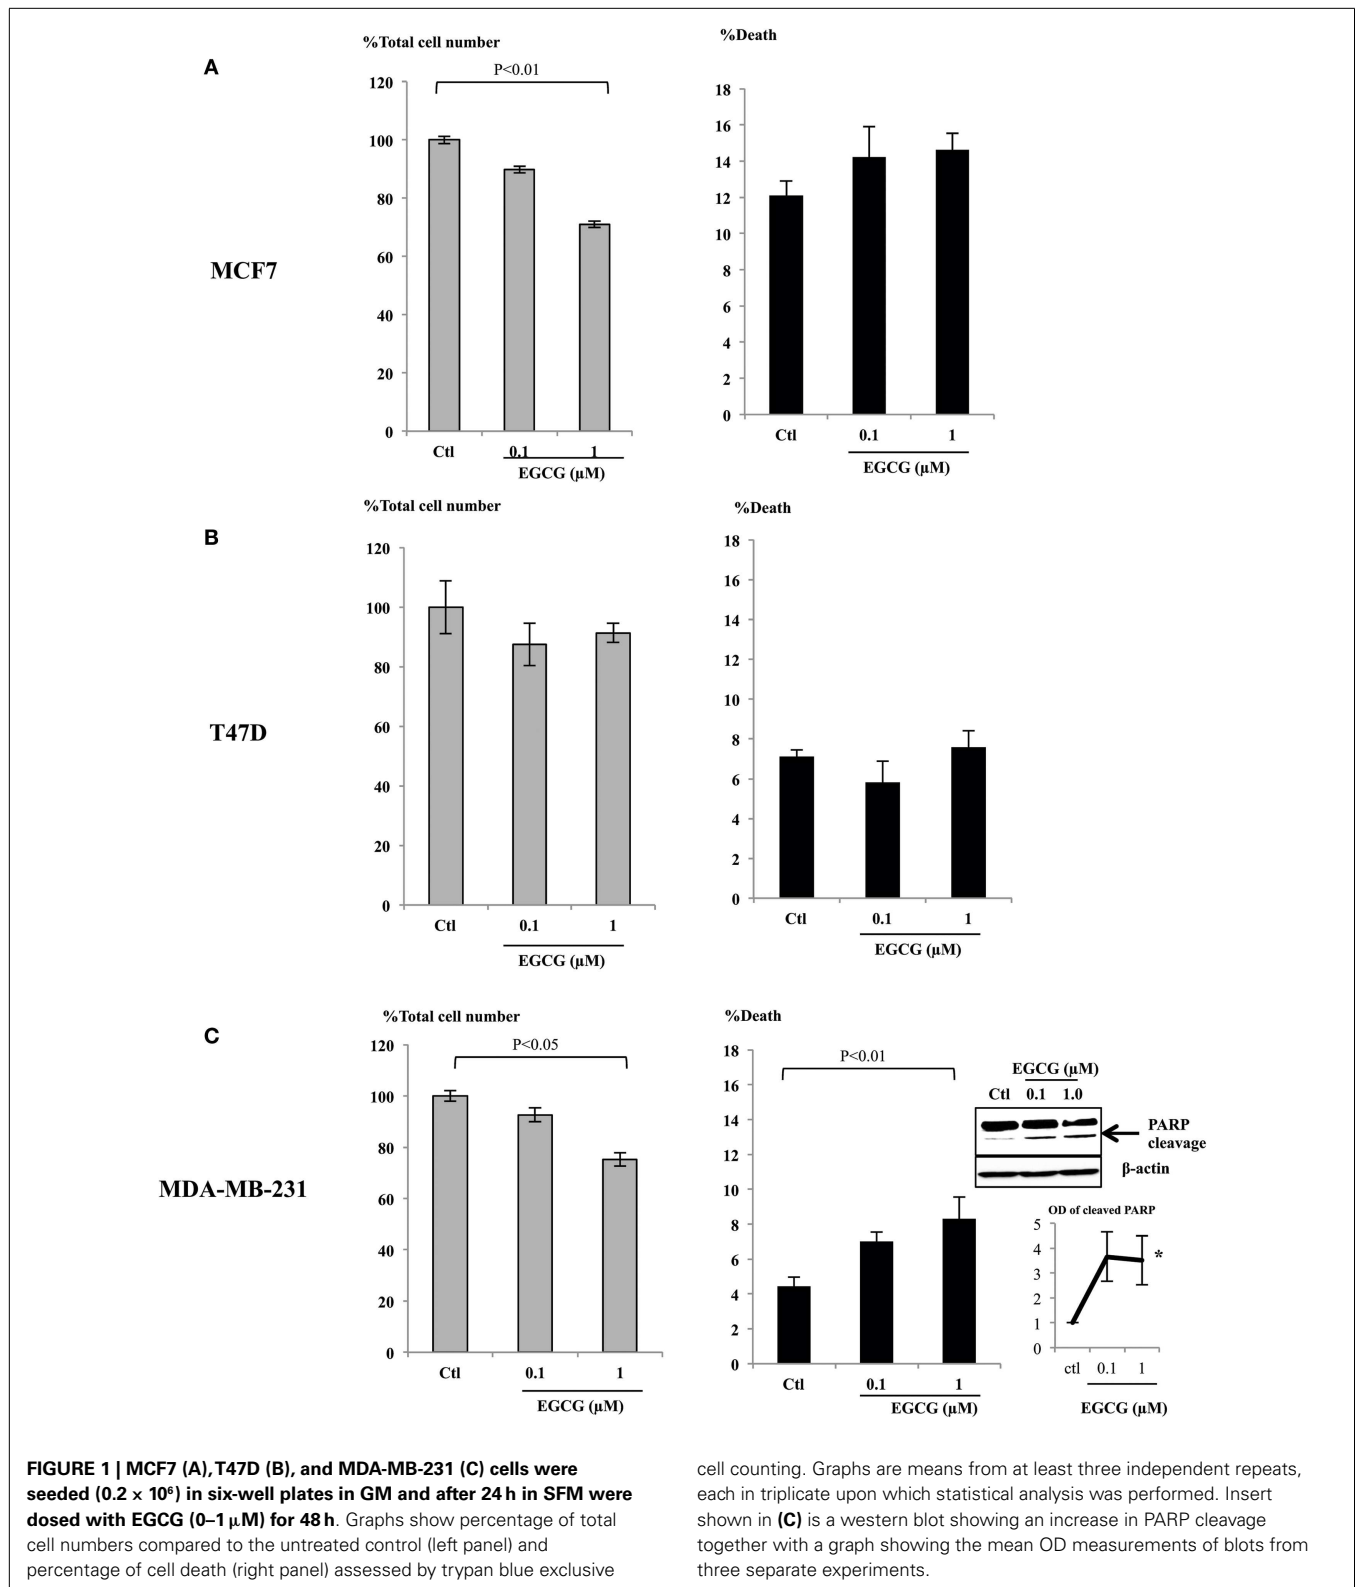 A
%Total cell number
P<0.01
120
100
80
60
40
20
0
Ctl
0.1
1
EGCG (µM)
%Death
18
16
14
12
10
8
6
4
2
0
Ctl
0.1
1
EGCG (µM)
MCF7
B
%Total cell number
120
100
80
60
40
20
0
Ctl
0.1
1
EGCG (µM)
%Death
18
16
14
12
10
8
6
4
2
0
Ctl
0.1
1
EGCG (µM)
T47D
C
%Total cell number
P<0.05
120
100
80
60
40
20
0
Ctl
0.1
1
EGCG (µM)
%Death
P<0.01
18
16
14
12
10
8
6
4
2
0
Ctl
0.1
1
EGCG (µM)
EGCG (µM)
Ctl 0.1 1.0
PARP
cleavage
β-actin
OD of cleaved PARP
5
4
3
2
1
0
*
ctl 0.1 1
EGCG (µM)
MDA-MB-231
FIGURE 1 | MCF7 (A), T47D (B), and MDA-MB-231 (C) cells were
seeded (0.2 × 10⁶) in six-well plates in GM and after 24 h in SFM were
dosed with EGCG (0–1 µM) for 48 h. Graphs show percentage of total
cell numbers compared to the untreated control (left panel) and
percentage of cell death (right panel) assessed by trypan blue exclusive
cell counting. Graphs are means from at least three independent repeats,
each in triplicate upon which statistical analysis was performed. Insert
shown in (C) is a western blot showing an increase in PARP cleavage
together with a graph showing the mean OD measurements of blots from
three separate experiments.